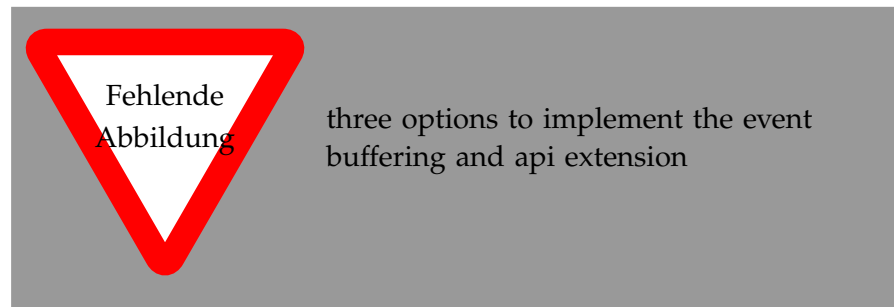 Fehlende
Abbildung
three options to implement the event
buffering and api extension